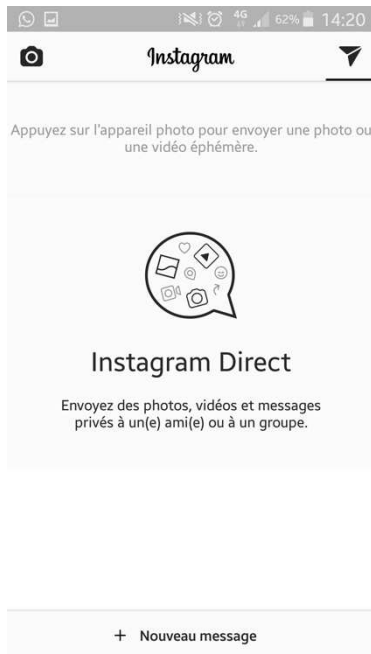 4G 62% 14:20
Instagram
Appuyez sur l'appareil photo pour envoyer une photo ou
une vidéo éphémère.
Instagram Direct
Envoyez des photos, vidéos et messages
privés à un(e) ami(e) ou à un groupe.
+ Nouveau message